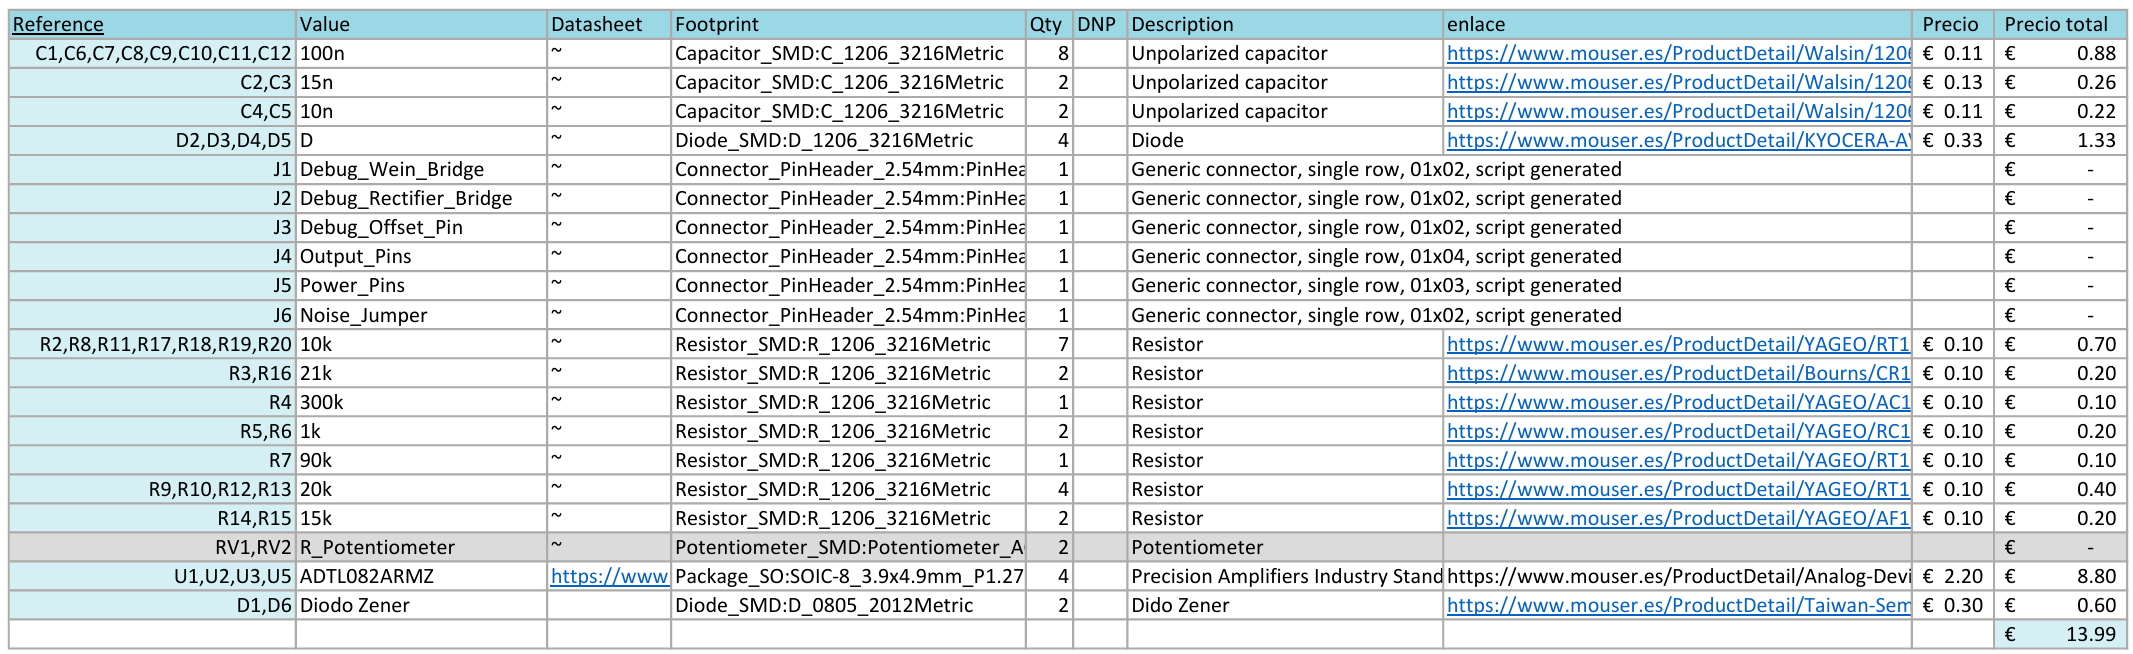 Reference Value Datasheet Footprint Qty DNP Description enlace Precio Precio total
C1,C6,C7,C8,C9,C10,C11,C12 100n ~ Capacitor_SMD:C_1206_3216Metric 8 Unpolarized capacitor https://www.mouser.es/ProductDetail/Walsin/1206 € 0.11 € 0.88
C2,C3 15n ~ Capacitor_SMD:C_1206_3216Metric 2 Unpolarized capacitor https://www.mouser.es/ProductDetail/Walsin/1206 € 0.13 € 0.26
C4,C5 10n ~ Capacitor_SMD:C_1206_3216Metric 2 Unpolarized capacitor https://www.mouser.es/ProductDetail/Walsin/1206 € 0.11 € 0.22
D2,D3,D4,D5 D ~ Diode_SMD:D_1206_3216Metric 4 Diode https://www.mouser.es/ProductDetail/KYOCERA-AV € 0.33 € 1.33
J1 Debug_Wein_Bridge ~ Connector_PinHeader_2.54mm:PinHea 1 Generic connector, single row, 01x02, script generated € -
J2 Debug_Rectifier_Bridge ~ Connector_PinHeader_2.54mm:PinHea 1 Generic connector, single row, 01x02, script generated € -
J3 Debug_Offset_Pin ~ Connector_PinHeader_2.54mm:PinHea 1 Generic connector, single row, 01x02, script generated € -
J4 Output_Pins ~ Connector_PinHeader_2.54mm:PinHea 1 Generic connector, single row, 01x04, script generated € -
J5 Power_Pins ~ Connector_PinHeader_2.54mm:PinHea 1 Generic connector, single row, 01x03, script generated € -
J6 Noise_Jumper ~ Connector_PinHeader_2.54mm:PinHea 1 Generic connector, single row, 01x02, script generated € -
R2,R8,R11,R17,R18,R19,R20 10k ~ Resistor_SMD:R_1206_3216Metric 7 Resistor https://www.mouser.es/ProductDetail/YAGEO/RT1 € 0.10 € 0.70
R3,R16 21k ~ Resistor_SMD:R_1206_3216Metric 2 Resistor https://www.mouser.es/ProductDetail/Bourns/CR1 € 0.10 € 0.20
R4 300k ~ Resistor_SMD:R_1206_3216Metric 1 Resistor https://www.mouser.es/ProductDetail/YAGEO/AC1 € 0.10 € 0.10
R5,R6 1k ~ Resistor_SMD:R_1206_3216Metric 2 Resistor https://www.mouser.es/ProductDetail/YAGEO/RC1 € 0.10 € 0.20
R7 90k ~ Resistor_SMD:R_1206_3216Metric 1 Resistor https://www.mouser.es/ProductDetail/YAGEO/RT1 € 0.10 € 0.10
R9,R10,R12,R13 20k ~ Resistor_SMD:R_1206_3216Metric 4 Resistor https://www.mouser.es/ProductDetail/YAGEO/RT1 € 0.10 € 0.40
R14,R15 15k ~ Resistor_SMD:R_1206_3216Metric 2 Resistor https://www.mouser.es/ProductDetail/YAGEO/AF1 € 0.10 € 0.20
RV1,RV2 R_Potentiometer ~ Potentiometer_SMD:Potentiometer_A 2 Potentiometer € -
U1,U2,U3,U5 ADTL082ARMZ https://www Package_SO:SOIC-8_3.9x4.9mm_P1.27 4 Precision Amplifiers Industry Stand https://www.mouser.es/ProductDetail/Analog-Devi € 2.20 € 8.80
D1,D6 Diodo Zener Diode_SMD:D_0805_2012Metric 2 Dido Zener https://www.mouser.es/ProductDetail/Taiwan-Sem € 0.30 € 0.60
€ 13.99